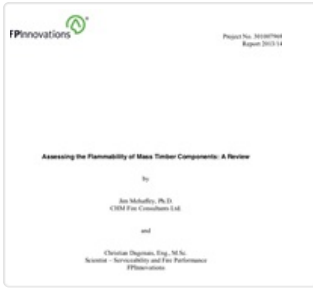 FPInnovations
Project No. 301007969
Report 2013/14
Assessing the Flammability of Mass Timber Components: A Review
by
Jim Mehaffey, Ph.D.
CHM Fire Consultants Ltd.
and
Christian Dagenais, Eng., M.Sc.
Scientist – Serviceability and Fire Performance
FPInnovations